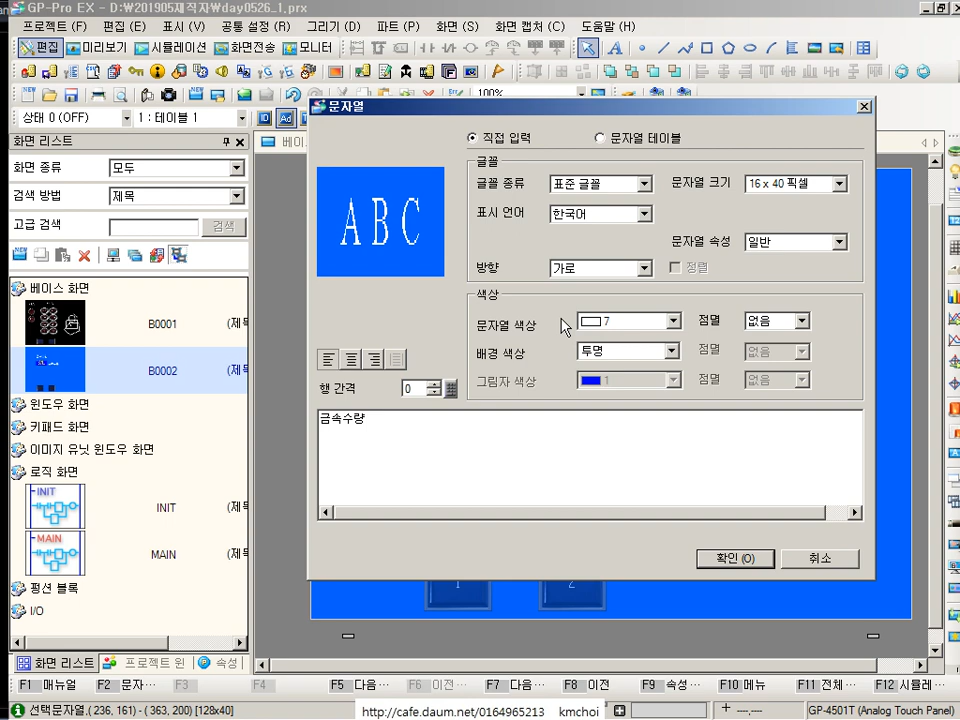 GP-Pro EX - D:\201905재직자\day0526_1.prx
프로젝트 (F) 편집 (E) 표시 (V) 공통 설정 (R) 그리기 (D) 파트 (P) 화면 (S) 화면 캡처 (C) 도움말 (H)
편집 미리보기 시뮬레이션 화면전송 모니터
100%
상태 0 (OFF) 1 : 테이블 1 ID Ad
화면 리스트
화면 종류 모두
검색 방법 제목
고급 검색 검색
베이스 화면
B0001 (제
B0002 (제
윈도우 화면
키패드 화면
이미지 유닛 윈도우 화면
로직 화면
INIT INIT (제
MAIN MAIN (제
펑션 블록
I/O
화면 리스트 프로젝트 윈 속성
베이
문자열
직접 입력 문자열 테이블
ABC
글꼴
글꼴 종류 표준 글꼴 문자열 크기 16 x 40 픽셀
표시 언어 한국어
문자열 속성 일반
방향 가로 정렬
색상
문자열 색상 7 점멸 없음
배경 색상 투명 점멸 없음
그림자 색상 1 점멸 없음
행 간격 0
금속수량
확인 (O) 취소
1 2
F1 매뉴얼 F2 문자… F3 F4 F5 다음… F6 이전… F7 다음… F8 이전 F9 속성… F10 메뉴 F11 전체… F12 시뮬레…
선택문자열,( 236, 161) - ( 363, 200) [128x40]
http://cafe.daum.net/0164965213 kmchoi
----,----
GP-4501T (Analog Touch Panel)